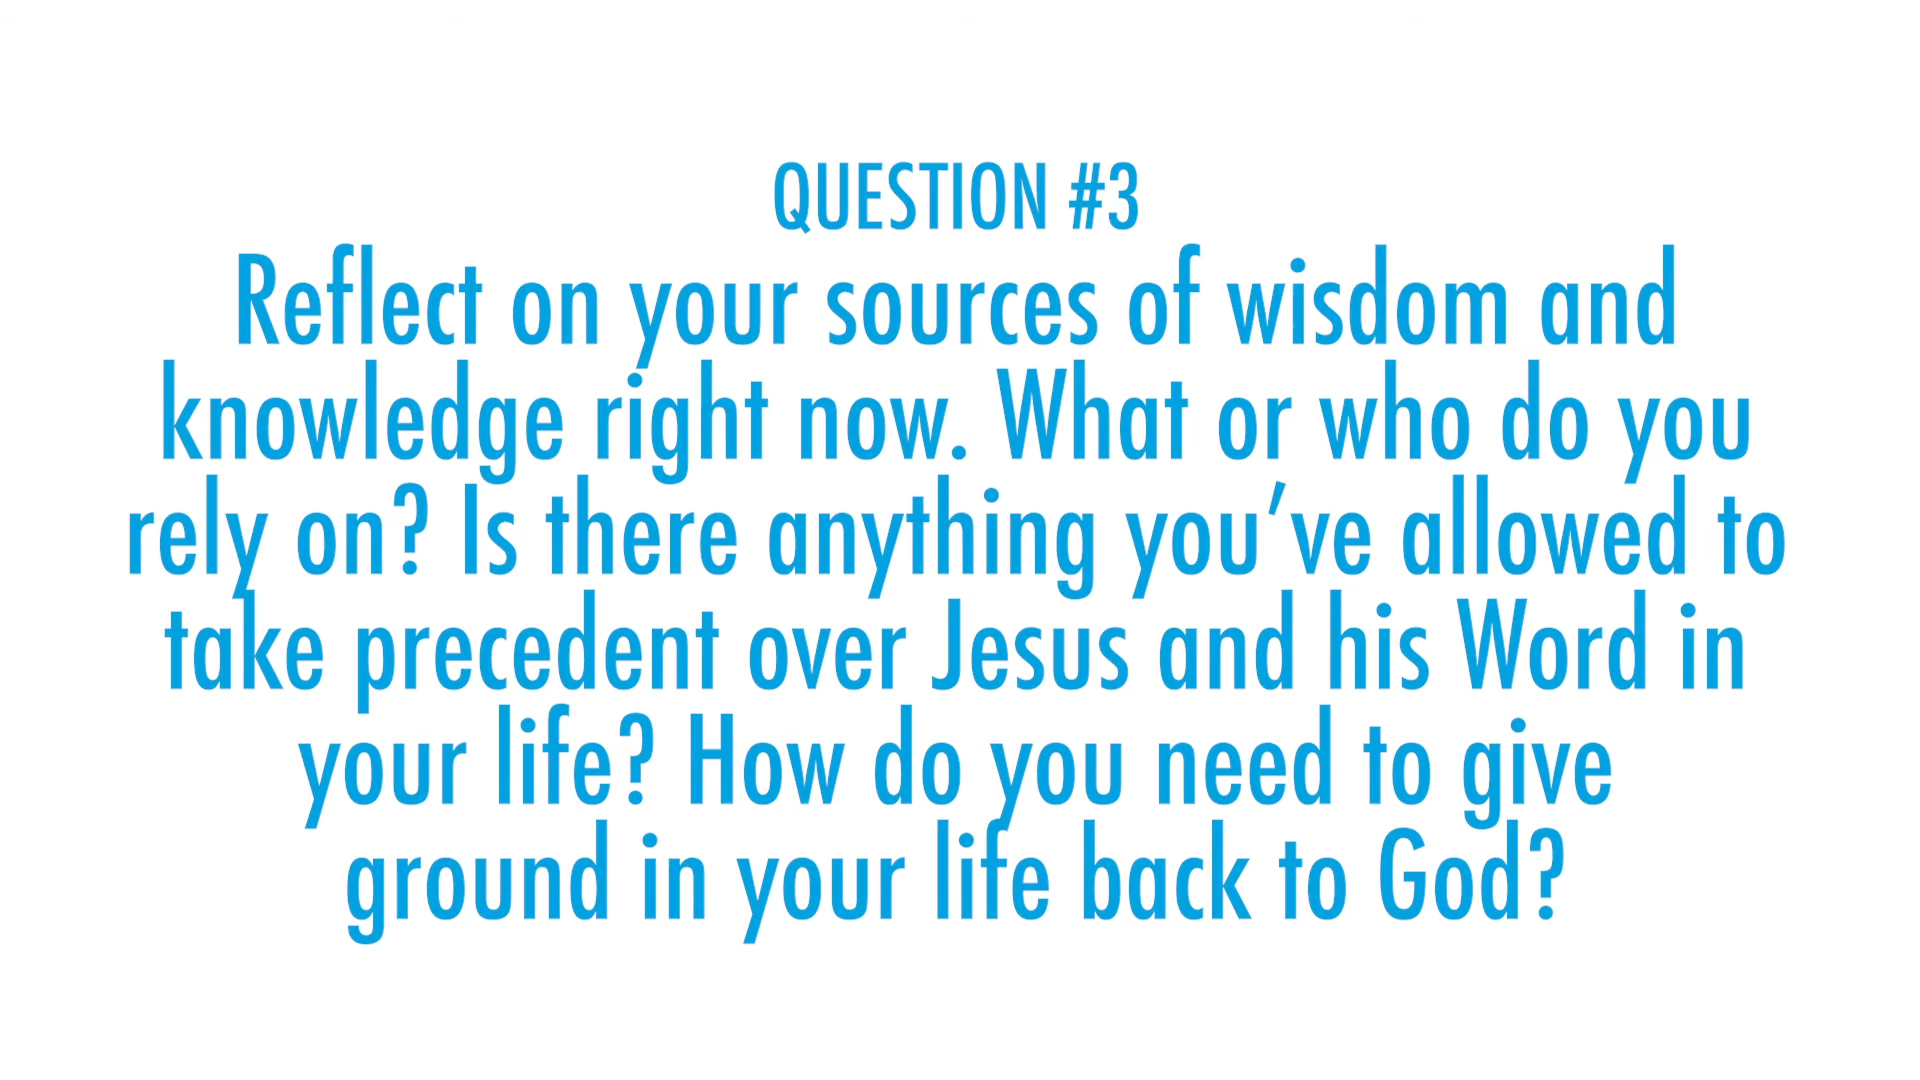 QUESTION #3
Reflect on your sources of wisdom and
knowledge right now. What or who do you
rely on? Is there anything you’ve allowed to
take precedent over Jesus and his Word in
your life? How do you need to give
ground in your life back to God?